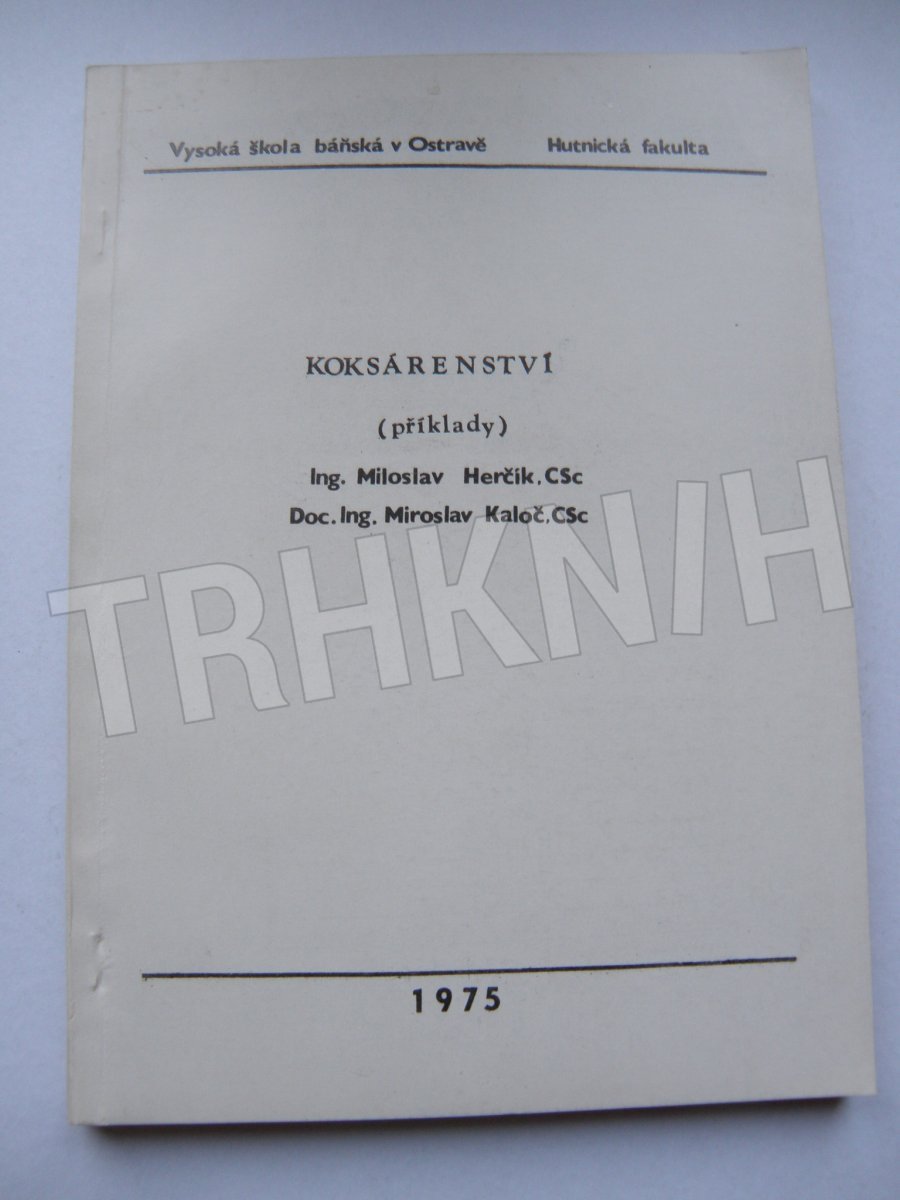 Vysoká škola báňská v Ostravě Hutnická fakulta
KOKSÁRENSTVÍ
(příklady)
Ing. Miloslav Herčík, CSc
Doc. Ing. Miroslav Kaloč, CSc
TRHKNIH
1975